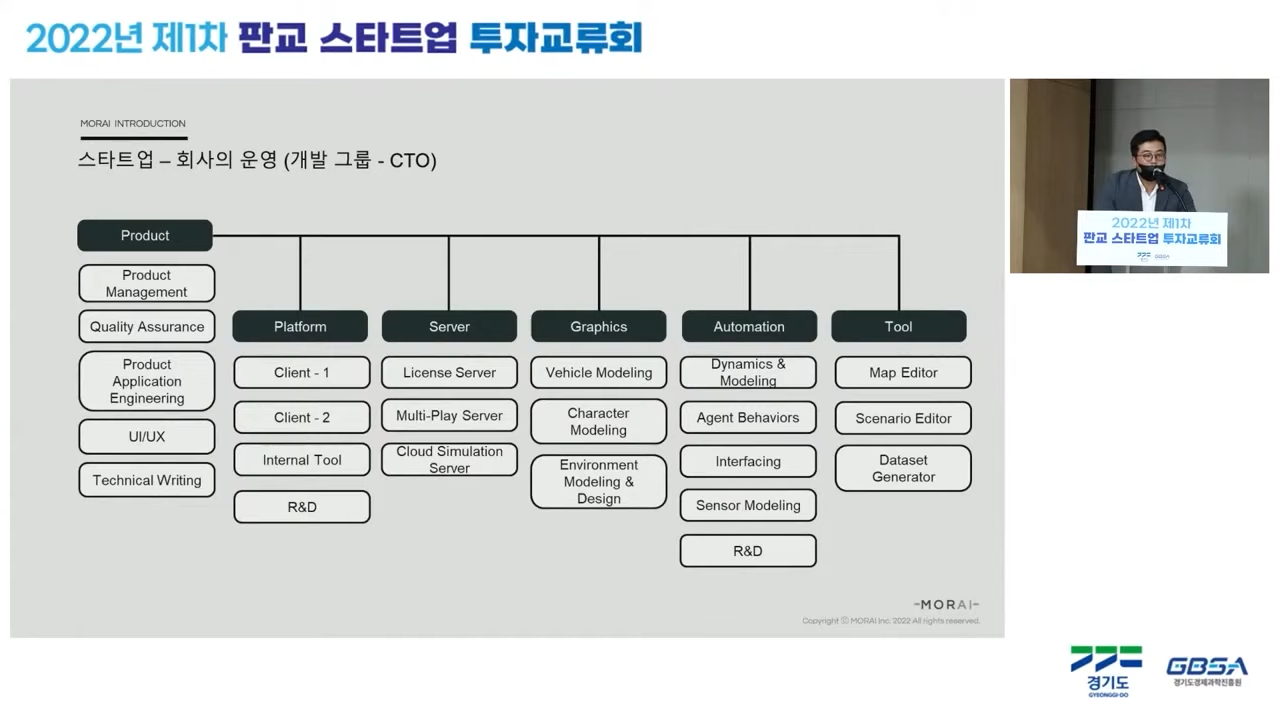 2022년 제1차 판교 스타트업 투자교류회
MORAI INTRODUCTION
스타트업 – 회사의 운영 (개발 그룹 - CTO)
Product
Product
Management
Quality Assurance
Product
Application
Engineering
UI/UX
Technical Writing
Platform
Client - 1
Client - 2
Internal Tool
R&D
Server
License Server
Multi-Play Server
Cloud Simulation
Server
Graphics
Vehicle Modeling
Character
Modeling
Environment
Modeling &
Design
Automation
Dynamics &
Modeling
Agent Behaviors
Interfacing
Sensor Modeling
R&D
Tool
Map Editor
Scenario Editor
Dataset
Generator
-MORAI-
Copyright ⓒ MORAI Inc. 2022 All rights reserved.
2022년 제1차
판교 스타트업 투자교류회
경기도
GYEONGGI-DO
GBSA
경기도경제과학진흥원